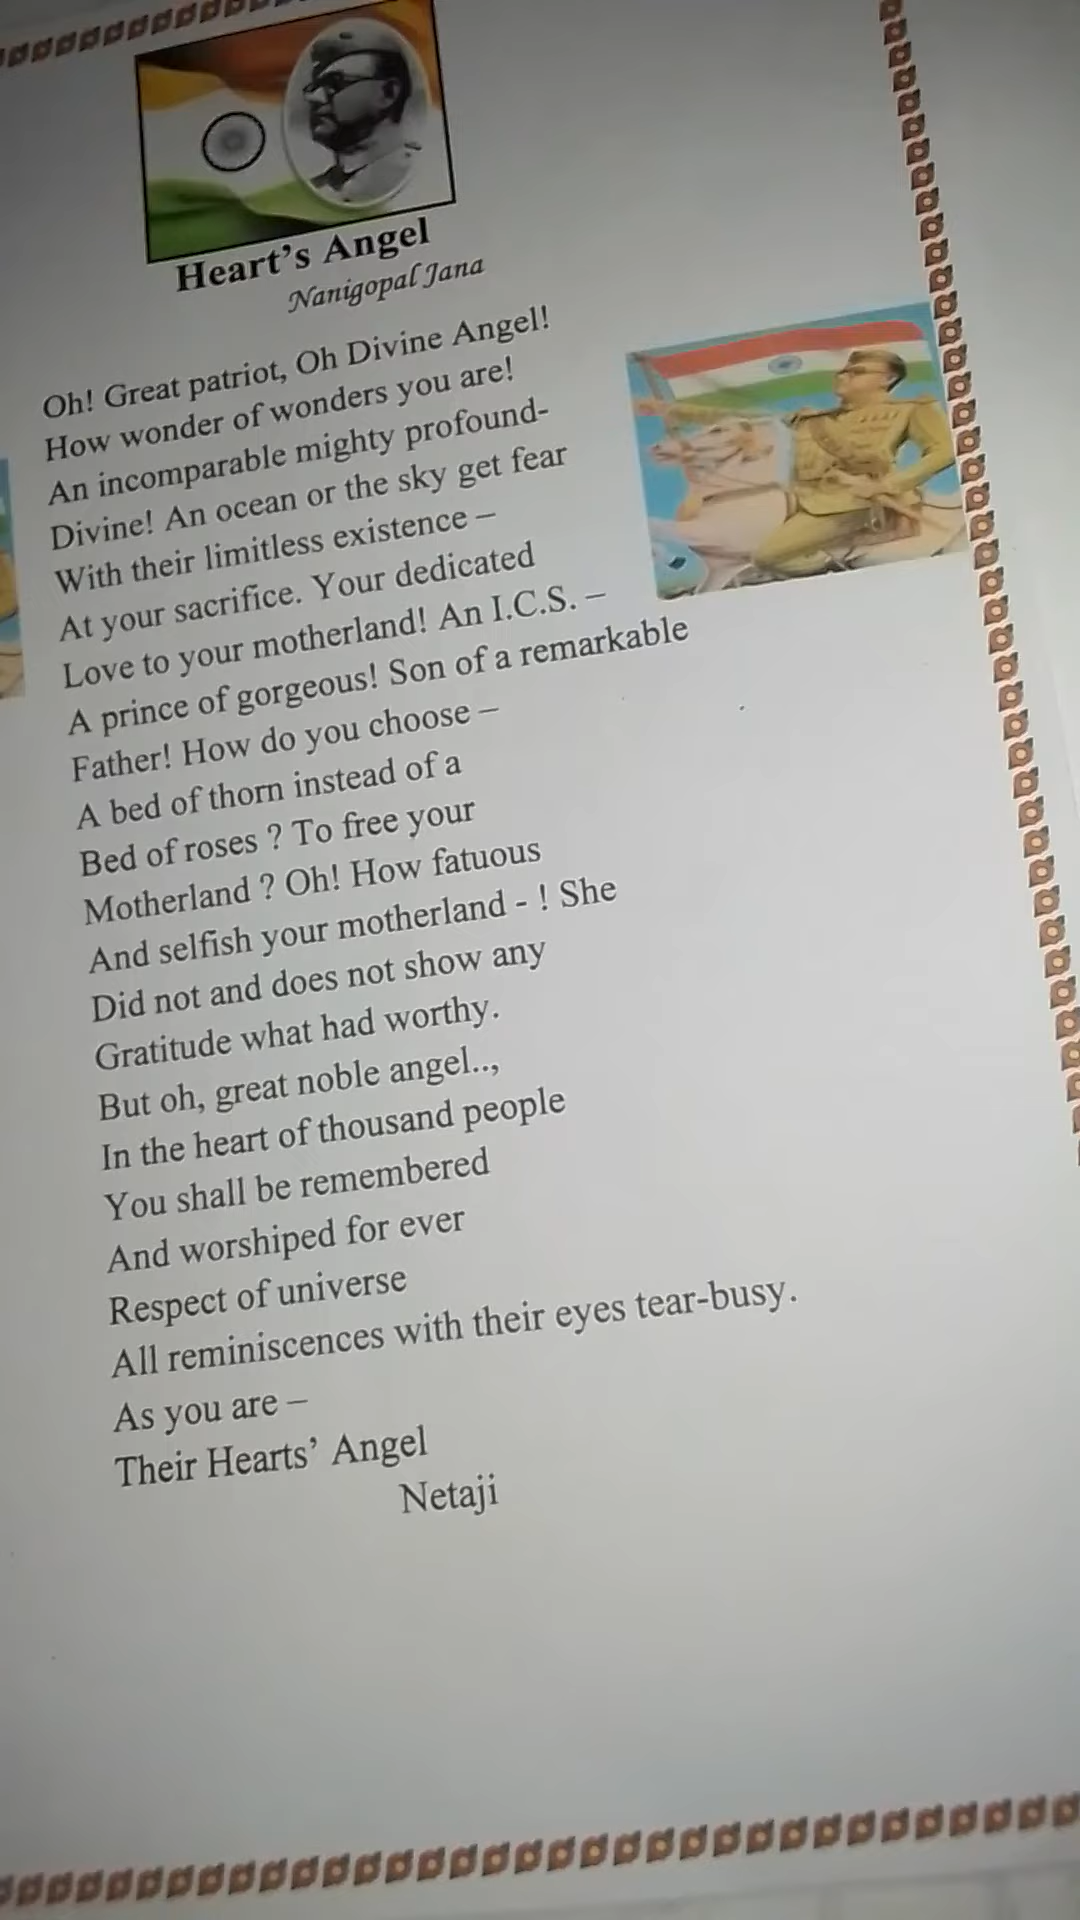 Heart's Angel
Nanigopal Jana
Oh! Great patriot, Oh Divine Angel!
How wonder of wonders you are!
An incomparable mighty profound-
Divine! An ocean or the sky get fear
With their limitless existence –
At your sacrifice. Your dedicated
Love to your motherland! An I.C.S. –
A prince of gorgeous! Son of a remarkable
Father! How do you choose –
A bed of thorn instead of a
Bed of roses ? To free your
Motherland ? Oh! How fatuous
And selfish your motherland - ! She
Did not and does not show any
Gratitude what had worthy.
But oh, great noble angel..,
In the heart of thousand people
You shall be remembered
And worshiped for ever
Respect of universe
All reminiscences with their eyes tear-busy.
As you are –
Their Hearts' Angel
Netaji